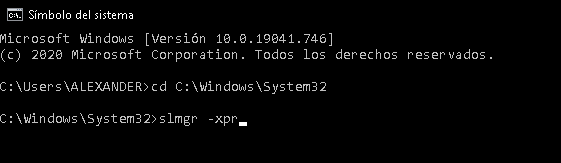 Símbolo del sistema
Microsoft Windows [Versión 10.0.19041.746]
(c) 2020 Microsoft Corporation. Todos los derechos reservados.
C:\Users\ALEXANDER>cd C:\Windows\System32
C:\Windows\System32>slmgr -xpr